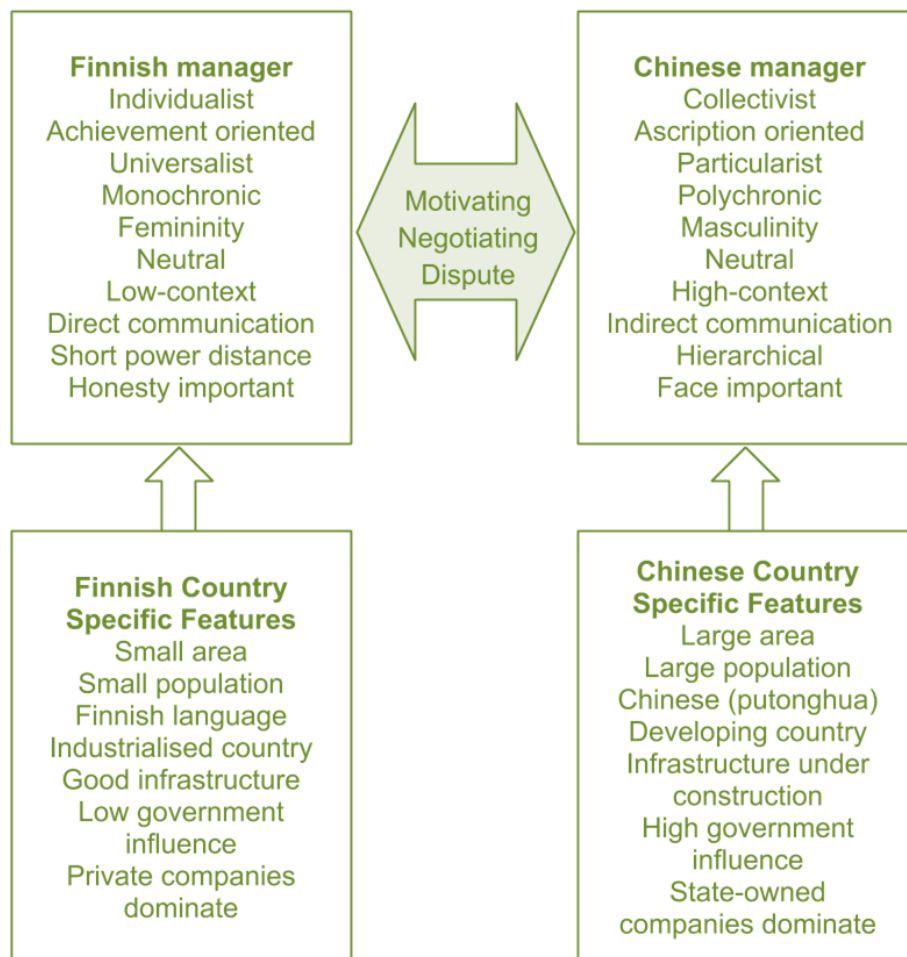 Finnish manager
Individualist
Achievement oriented
Universalist
Monochronic
Femininity
Neutral
Low-context
Direct communication
Short power distance
Honesty important
Motivating
Negotiating
Dispute
Chinese manager
Collectivist
Ascription oriented
Particularist
Polychronic
Masculinity
Neutral
High-context
Indirect communication
Hierarchical
Face important
Finnish Country
Specific Features
Small area
Small population
Finnish language
Industrialised country
Good infrastructure
Low government
influence
Private companies
dominate
Chinese Country
Specific Features
Large area
Large population
Chinese (putonghua)
Developing country
Infrastructure under
construction
High government
influence
State-owned
companies dominate